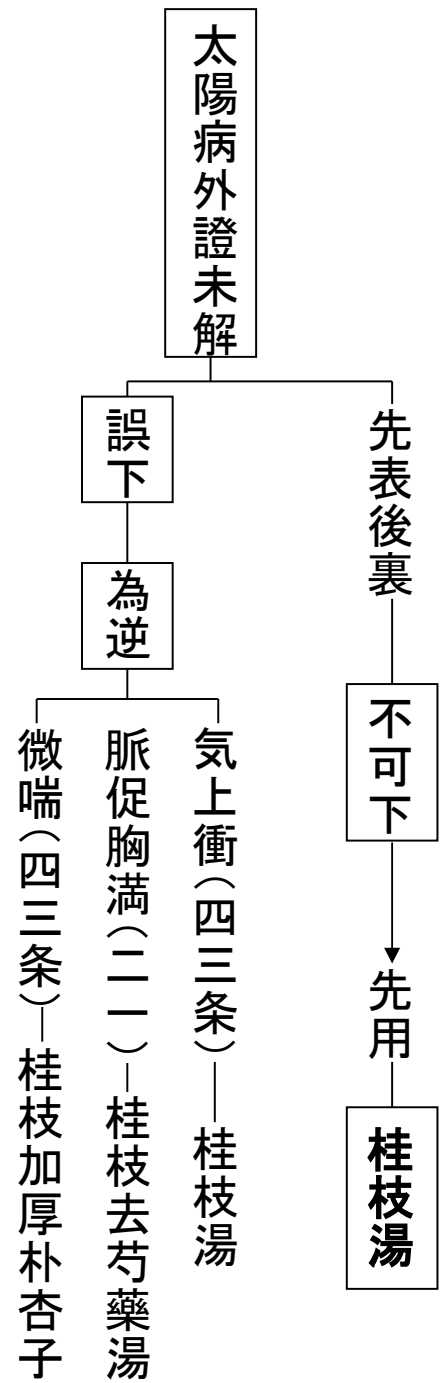 太陽病外證未解
先表後裏
不可下
先用
桂枝湯
誤下
為逆
気上衝(四三条)―桂枝湯
脈促胸満(二一)―桂枝去芍藥湯
微喘(四三条)―桂枝加厚朴杏子